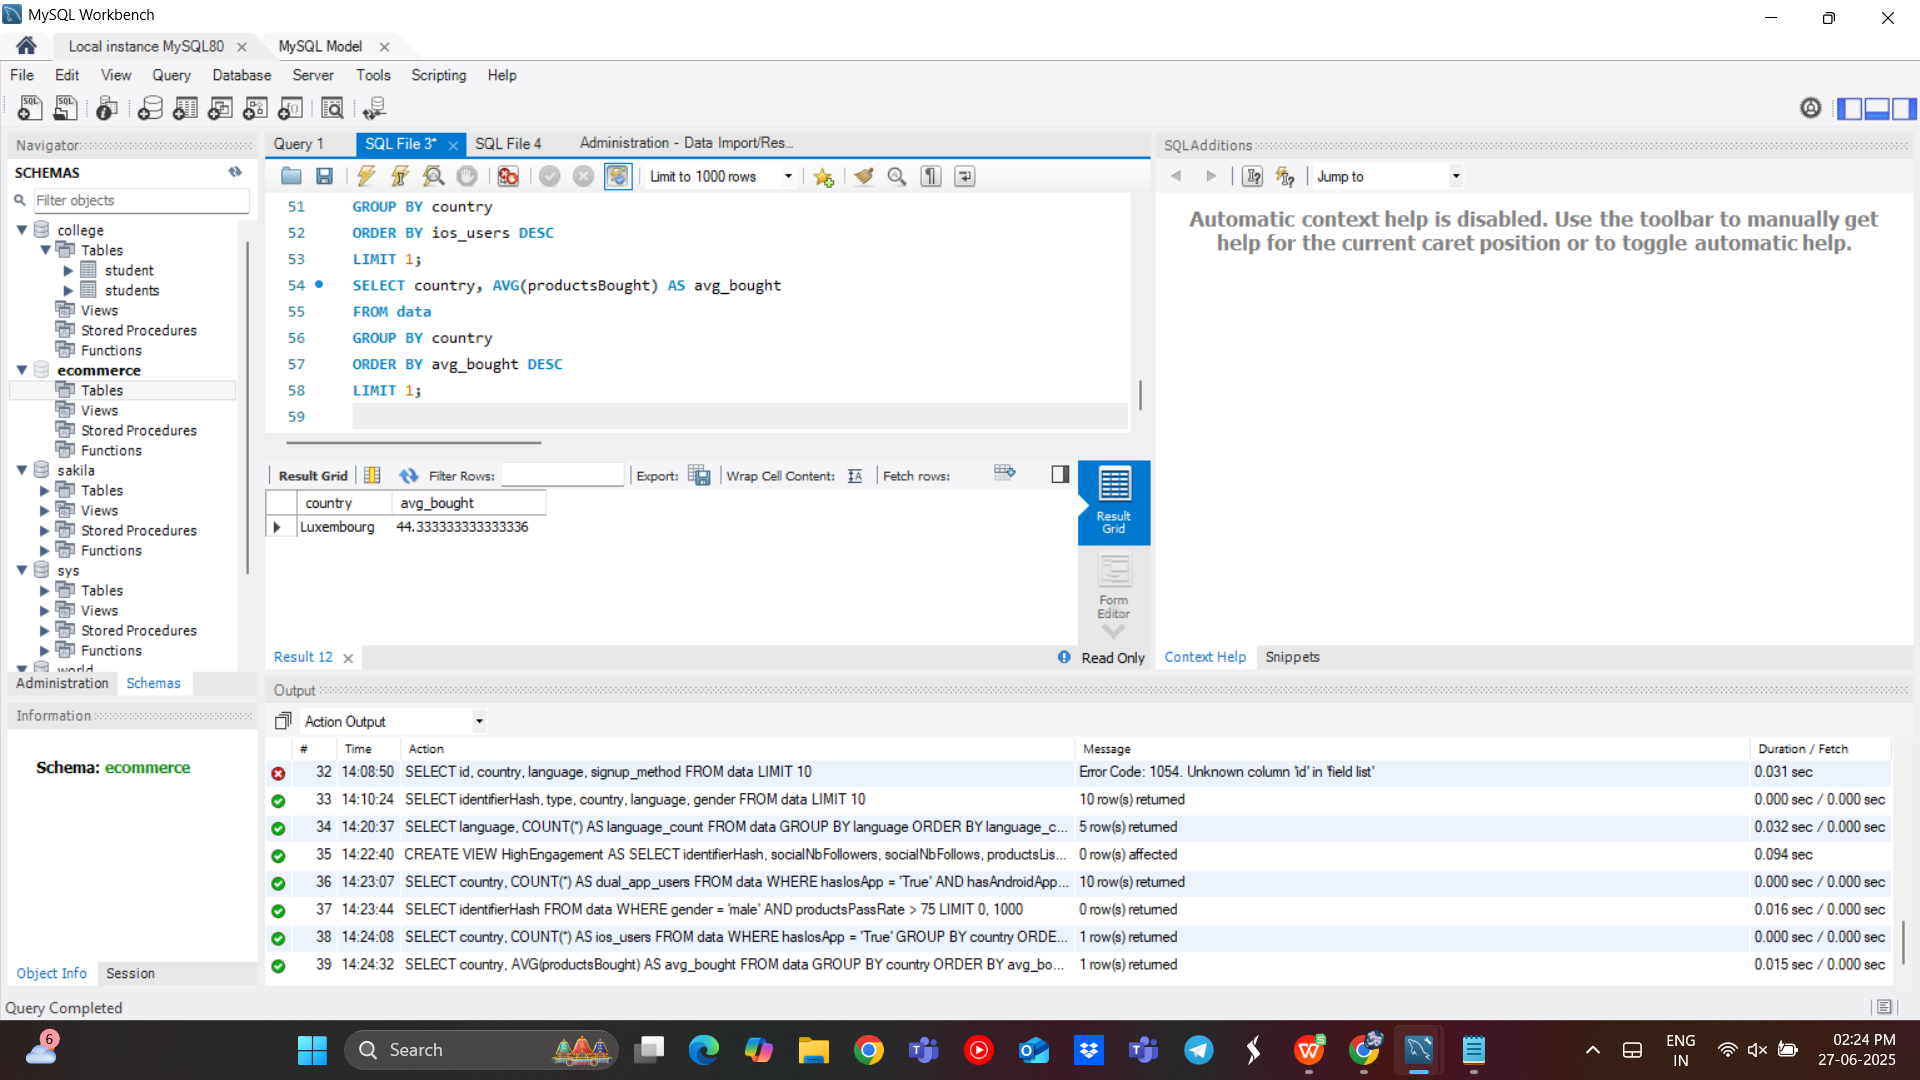 MySQL Workbench
Local instance MySQL80
MySQL Model
File Edit View Query Database Server Tools Scripting Help
Navigator
SCHEMAS
Filter objects
college
Tables
student
students
Views
Stored Procedures
Functions
ecommerce
Tables
Views
Stored Procedures
Functions
sakila
Tables
Views
Stored Procedures
Functions
sys
Tables
Views
Stored Procedures
Functions
world
Administration Schemas
Information
Schema: ecommerce
Object Info Session
Query 1 SQL File 3* SQL File 4 Administration - Data Import/Res...
Limit to 1000 rows
51 GROUP BY country
52 ORDER BY ios_users DESC
53 LIMIT 1;
54 SELECT country, AVG(productsBought) AS avg_bought
55 FROM data
56 GROUP BY country
57 ORDER BY avg_bought DESC
58 LIMIT 1;
59
Result Grid Filter Rows: Export: Wrap Cell Content: Fetch rows:
country avg_bought
Luxembourg 44.333333333333336
Result Grid
Form Editor
Result 12
Read Only
SQLAdditions
Jump to
Automatic context help is disabled. Use the toolbar to manually get
help for the current caret position or to toggle automatic help.
Context Help Snippets
Output
Action Output
# Time Action Message Duration / Fetch
32 14:08:50 SELECT id, country, language, signup_method FROM data LIMIT 10 Error Code: 1054. Unknown column 'id' in 'field list' 0.031 sec
33 14:10:24 SELECT identifierHash, type, country, language, gender FROM data LIMIT 10 10 row(s) returned 0.000 sec / 0.000 sec
34 14:20:37 SELECT language, COUNT(*) AS language_count FROM data GROUP BY language ORDER BY language_c... 5 row(s) returned 0.032 sec / 0.000 sec
35 14:22:40 CREATE VIEW HighEngagement AS SELECT identifierHash, socialNbFollowers, socialNbFollows, productsLis... 0 row(s) affected 0.094 sec
36 14:23:07 SELECT country, COUNT(*) AS dual_app_users FROM data WHERE hasIosApp = 'True' AND hasAndroidApp... 10 row(s) returned 0.000 sec / 0.000 sec
37 14:23:44 SELECT identifierHash FROM data WHERE gender = 'male' AND productsPassRate > 75 LIMIT 0, 1000 0 row(s) returned 0.016 sec / 0.000 sec
38 14:24:08 SELECT country, COUNT(*) AS ios_users FROM data WHERE hasIosApp = 'True' GROUP BY country ORDE... 1 row(s) returned 0.000 sec / 0.000 sec
39 14:24:32 SELECT country, AVG(productsBought) AS avg_bought FROM data GROUP BY country ORDER BY avg_bo... 1 row(s) returned 0.015 sec / 0.000 sec
Query Completed
6
Search
ENG
IN
02:24 PM
27-06-2025